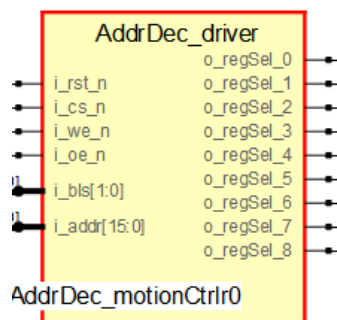 AddrDec_driver
o_regSel_0
i_rst_n o_regSel_1
i_cs_n o_regSel_2
i_we_n o_regSel_3
i_oe_n o_regSel_4
o_regSel_5
i_bls[1:0] o_regSel_6
i_addr[15:0] o_regSel_7
o_regSel_8
AddrDec_motionCtrlr0